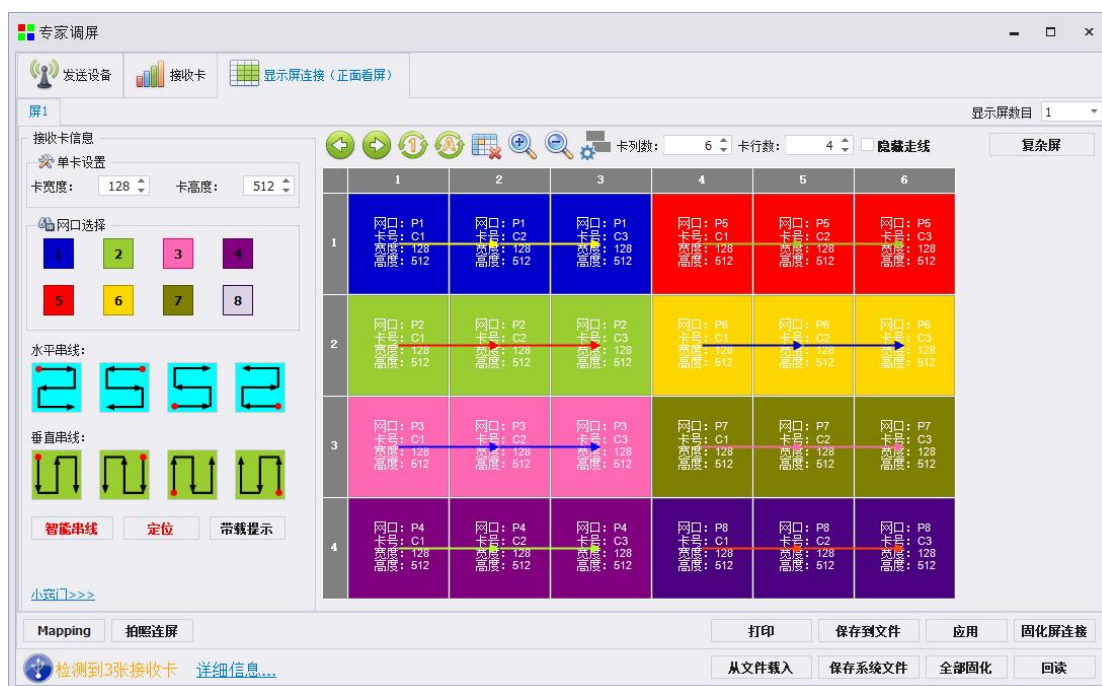 专家调屏
发送设备 接收卡 显示屏连接（正面看屏）
屏1 显示屏数目 1
接收卡信息
单卡设置
卡宽度： 128 卡高度： 512
网口选择
1 2 3 4
5 6 7 8
水平串线：
垂直串线：
智能串线 定位 带载提示
小窍门>>>
卡列数： 6 卡行数： 4 隐藏走线 复杂屏
1 2 3 4 5 6
1
网口：P1 网口：P1 网口：P1 网口：P5 网口：P5 网口：P5
卡号：C1 卡号：C2 卡号：C3 卡号：C1 卡号：C2 卡号：C3
宽度：128 宽度：128 宽度：128 宽度：128 宽度：128 宽度：128
高度：512 高度：512 高度：512 高度：512 高度：512 高度：512
2
网口：P2 网口：P2 网口：P2 网口：P6 网口：P6 网口：P6
卡号：C1 卡号：C2 卡号：C3 卡号：C1 卡号：C2 卡号：C3
宽度：128 宽度：128 宽度：128 宽度：128 宽度：128 宽度：128
高度：512 高度：512 高度：512 高度：512 高度：512 高度：512
3
网口：P3 网口：P3 网口：P3 网口：P7 网口：P7 网口：P7
卡号：C1 卡号：C2 卡号：C3 卡号：C1 卡号：C2 卡号：C3
宽度：128 宽度：128 宽度：128 宽度：128 宽度：128 宽度：128
高度：512 高度：512 高度：512 高度：512 高度：512 高度：512
4
网口：P4 网口：P4 网口：P4 网口：P8 网口：P8 网口：P8
卡号：C1 卡号：C2 卡号：C3 卡号：C1 卡号：C2 卡号：C3
宽度：128 宽度：128 宽度：128 宽度：128 宽度：128 宽度：128
高度：512 高度：512 高度：512 高度：512 高度：512 高度：512
Mapping 拍照连屏 打印 保存到文件 应用 固化屏连接
检测到3张接收卡 详细信息... 从文件载入 保存系统文件 全部固化 回读